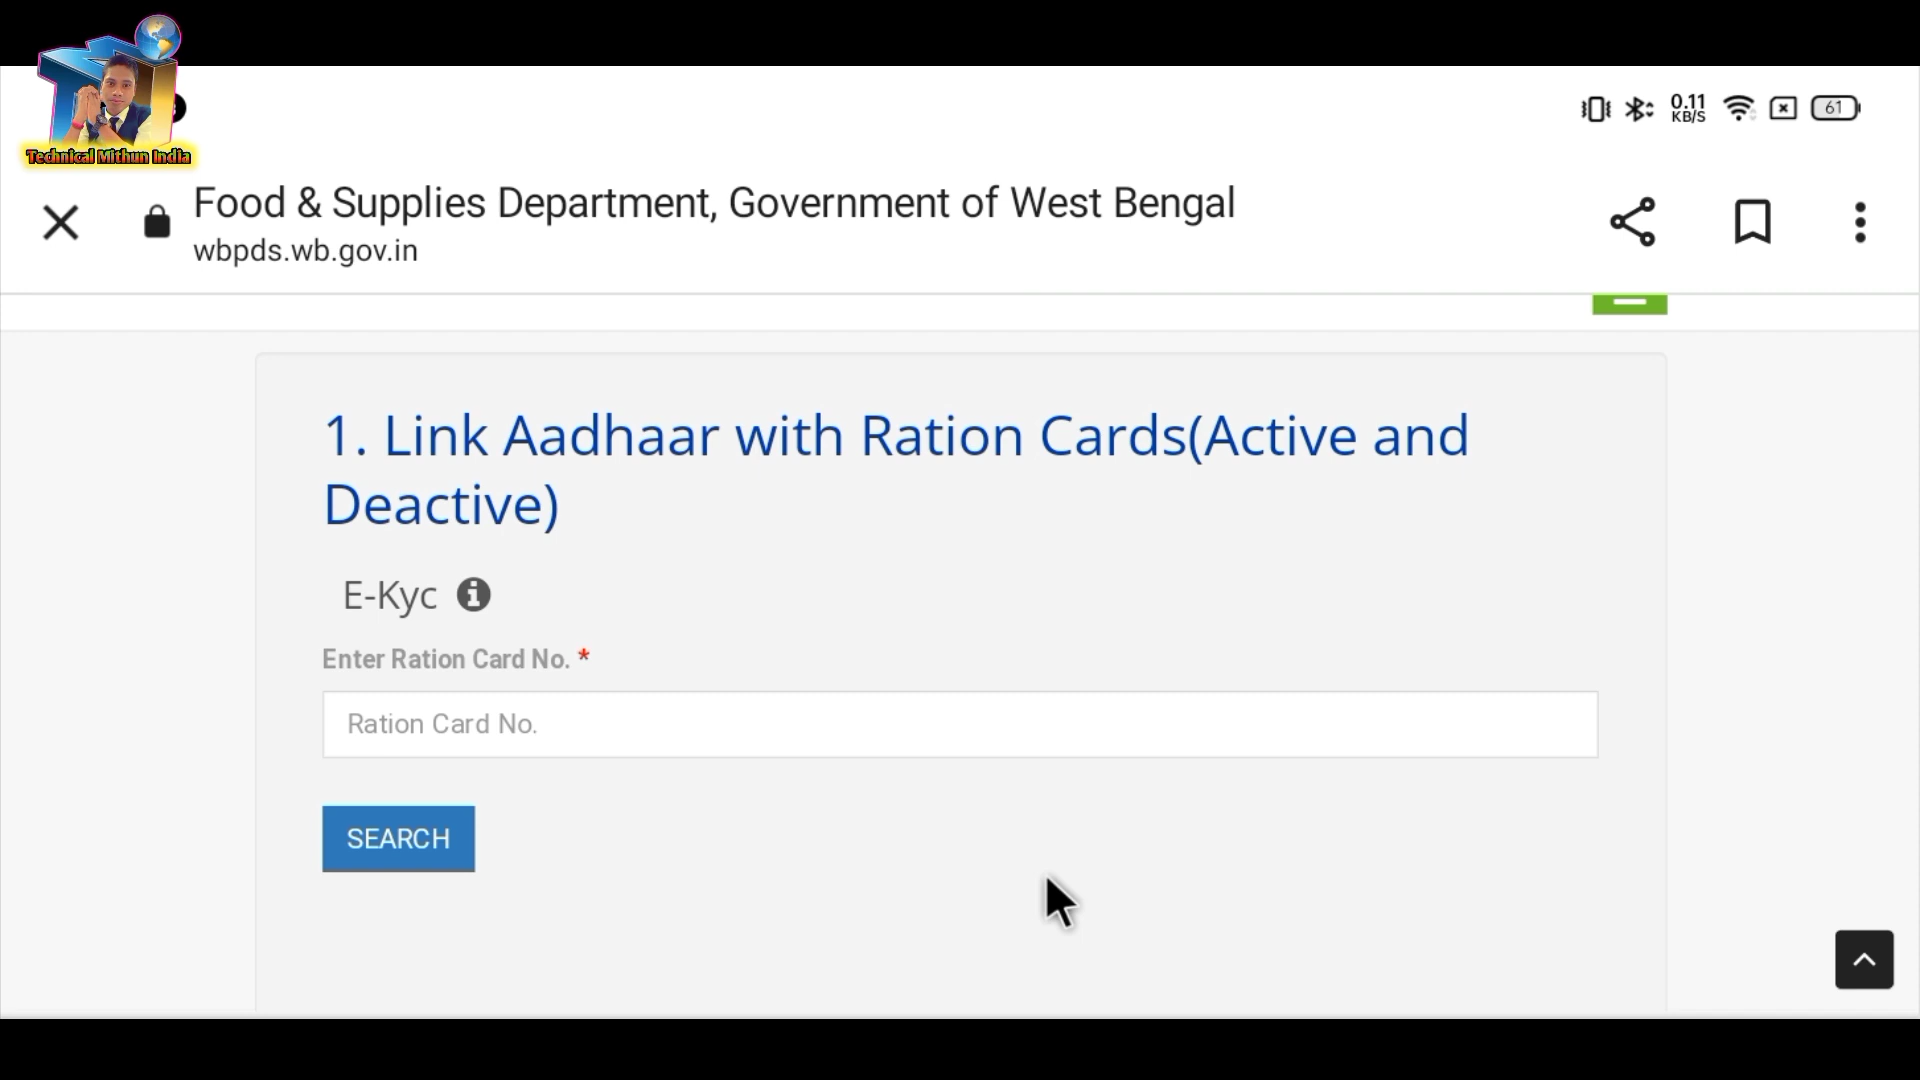 Technical Mithun India
0.11
KB/S
61
Food & Supplies Department, Government of West Bengal
wbpds.wb.gov.in
1. Link Aadhaar with Ration Cards(Active and
Deactive)
E-Kyc
Enter Ration Card No. *
Ration Card No.
SEARCH